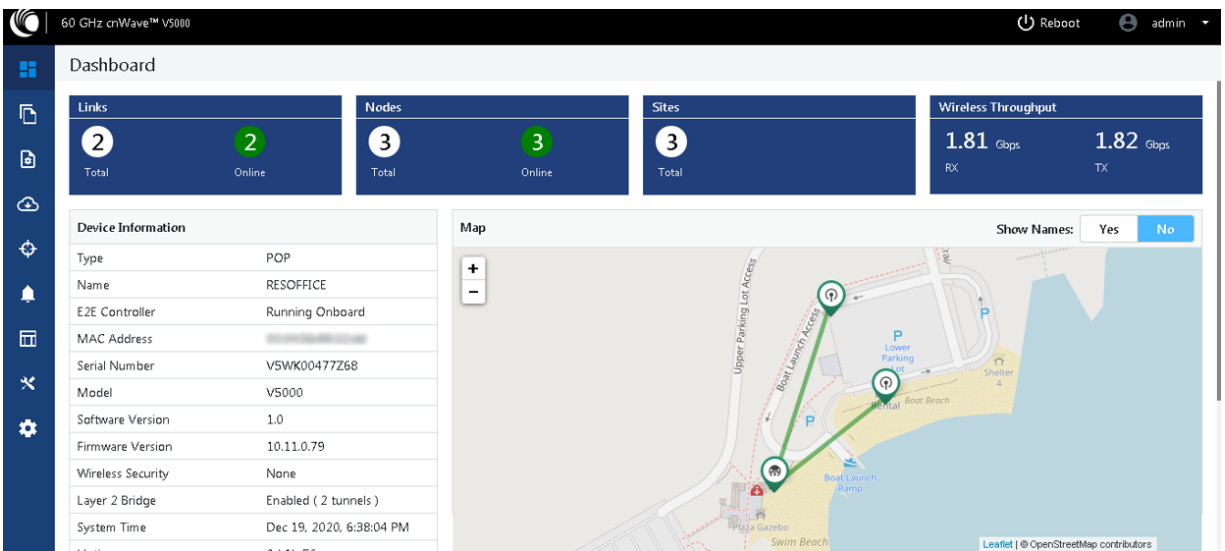 60 GHz cnWave™ V5000 Reboot admin
Dashboard
Links Nodes Sites Wireless Throughput
2 2 3 3 3 1.81 Gbps 1.82 Gbps
Total Online Total Online Total RX TX
Device Information
Type POP
Name RESOFFICE
E2E Controller Running Onboard
MAC Address
Serial Number V5WK00477Z68
Model V5000
Software Version 1.0
Firmware Version 10.11.0.79
Wireless Security None
Layer 2 Bridge Enabled ( 2 tunnels )
System Time Dec 19, 2020, 6:38:04 PM
Map Show Names: Yes No
+
−
Upper Parking Lot Access
Boat Launch Access
P
P
Lower
Parking
Lot
Shelter
4
Rental
Boat Beach
P
Boat Launch
Ramp
Plaza Gazebo
Swim Beach
Leaflet | © OpenStreetMap contributors